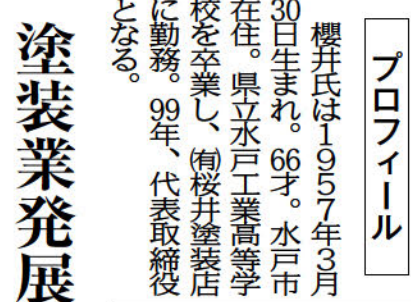 プロフィール
櫻井氏は1957年3月
30日生まれ。66才。水戸市
在住。県立水戸工業高等学
校を卒業し、㈲桜井塗装店
に勤務。99年、代表取締役
となる。
塗装業発展